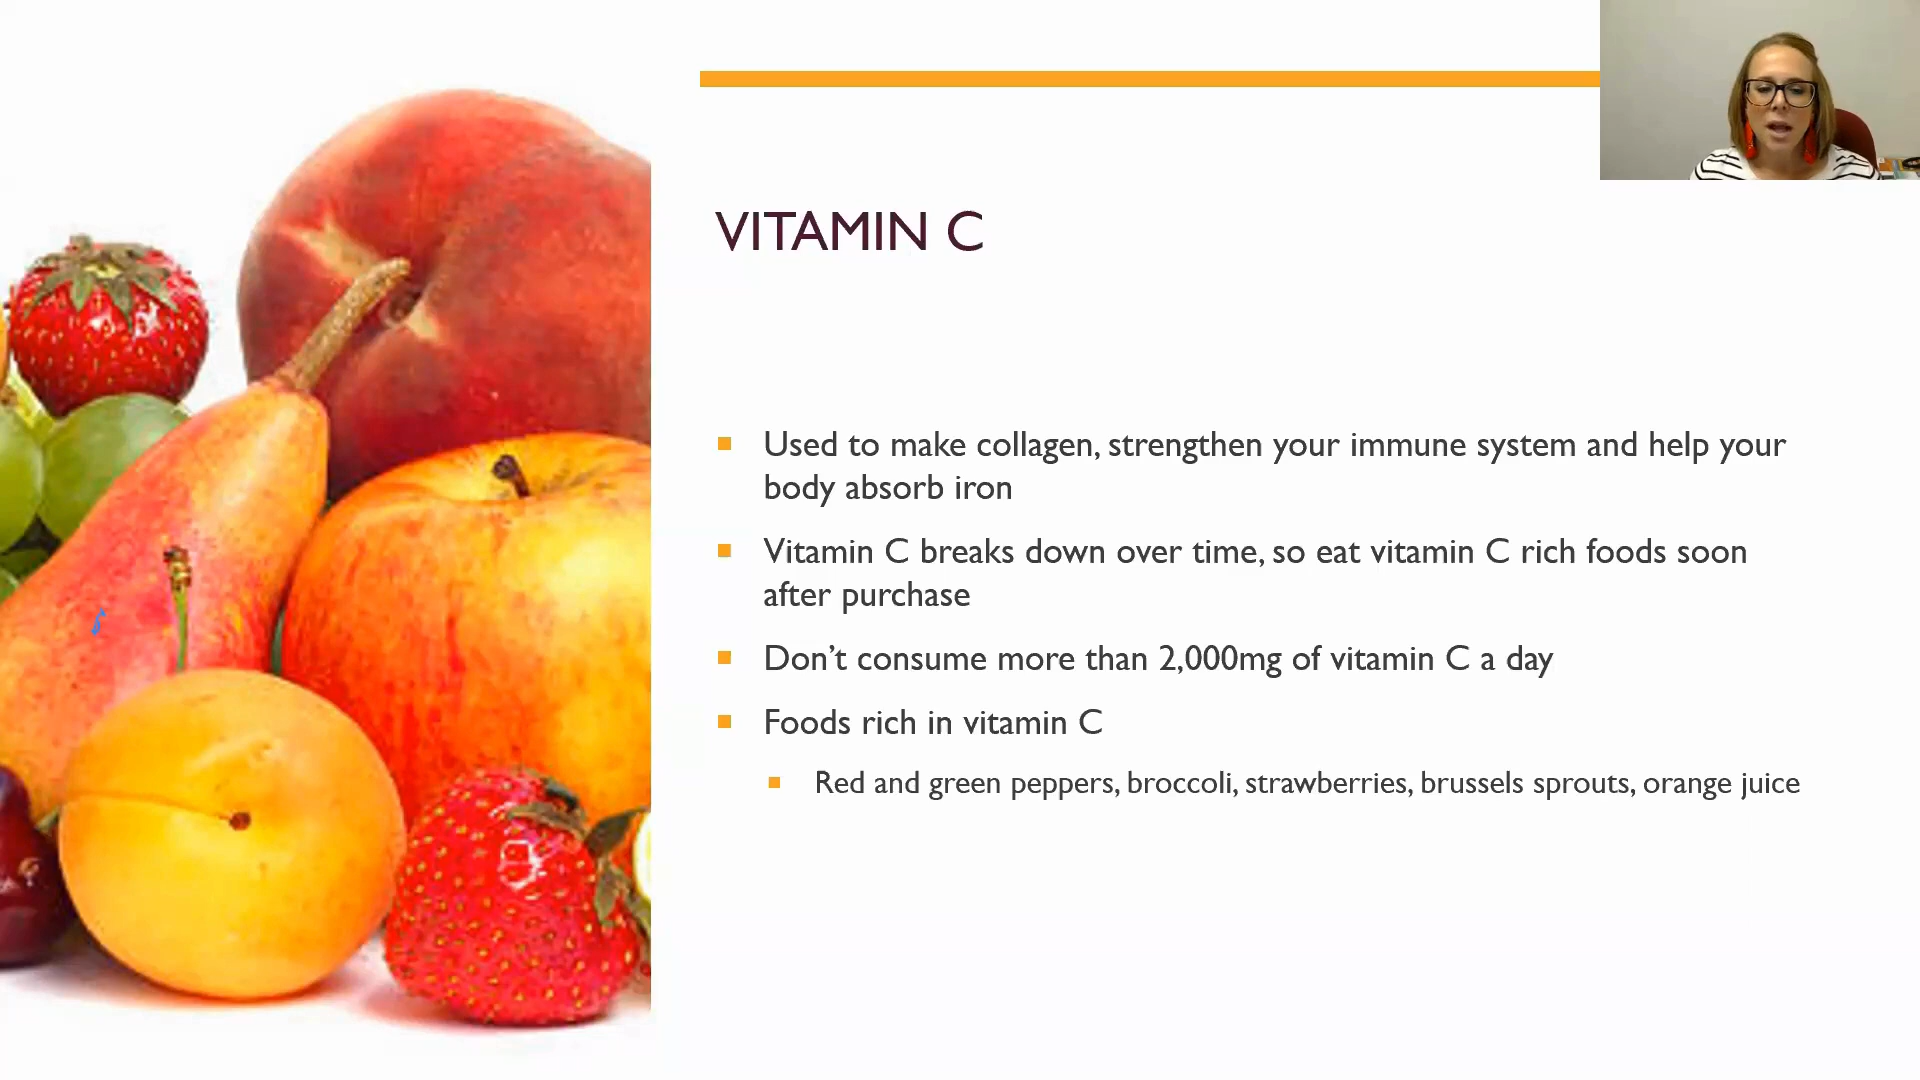 VITAMIN C
Used to make collagen, strengthen your immune system and help your
body absorb iron
Vitamin C breaks down over time, so eat vitamin C rich foods soon
after purchase
Don’t consume more than 2,000mg of vitamin C a day
Foods rich in vitamin C
Red and green peppers, broccoli, strawberries, brussels sprouts, orange juice